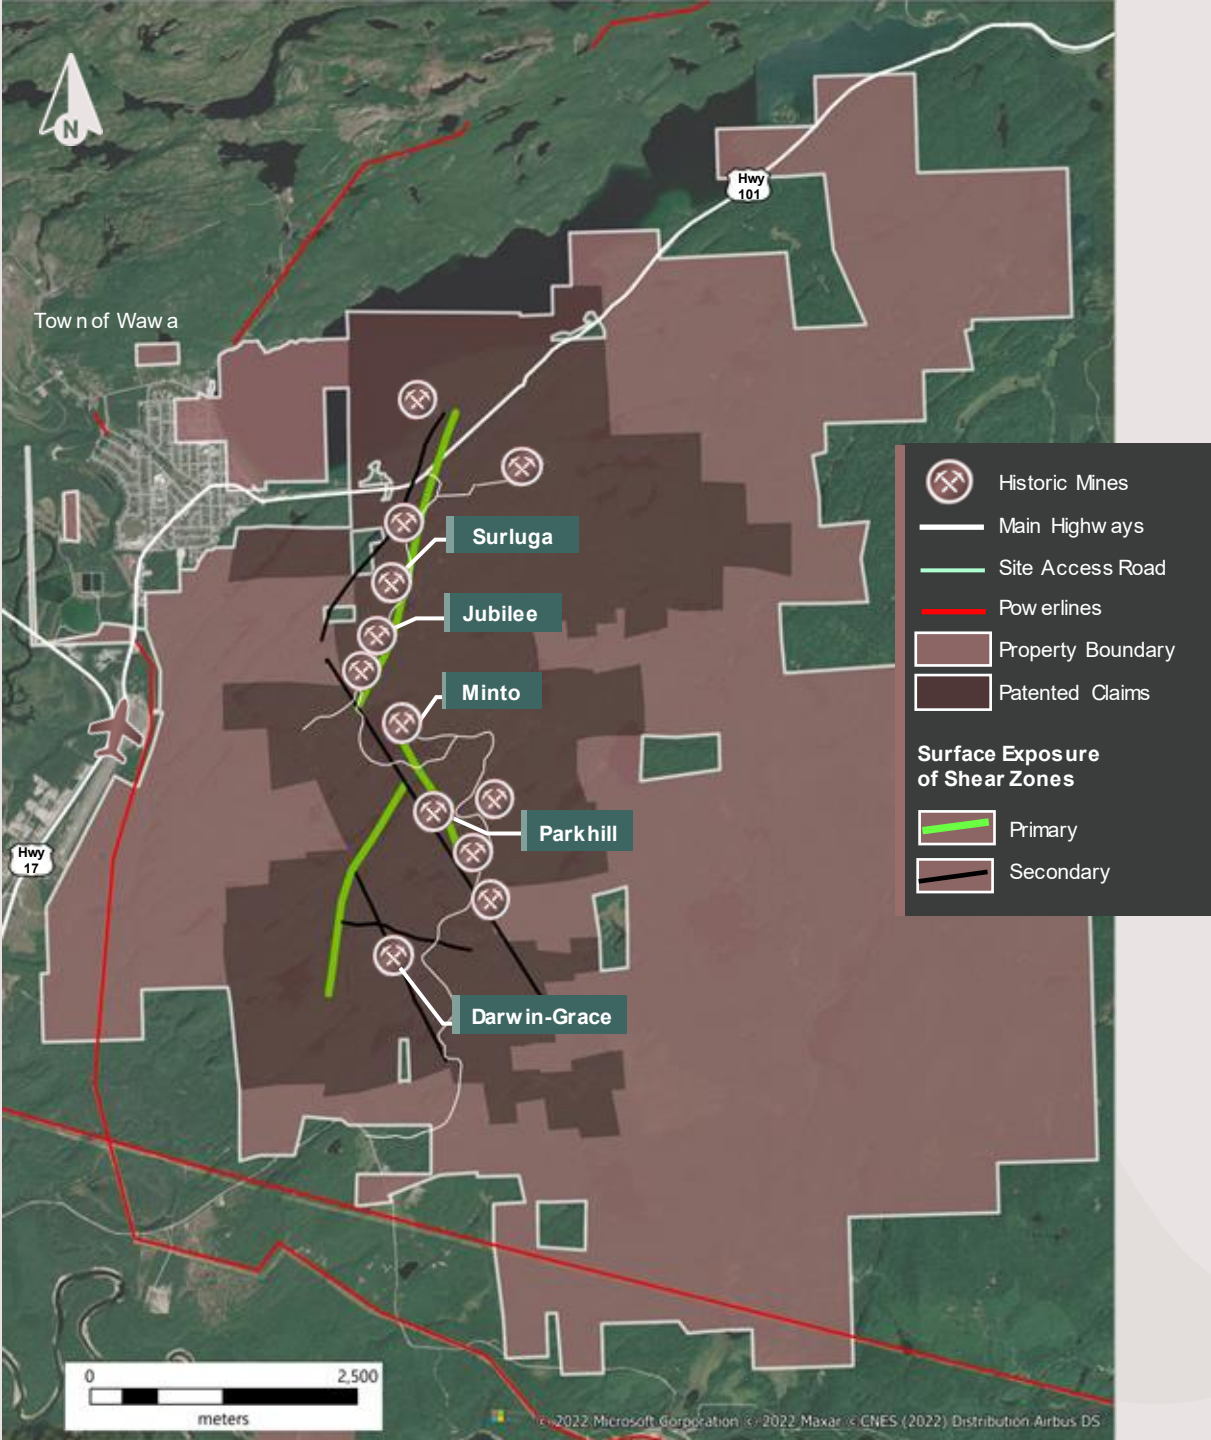 N
Hwy
101
Town of Wawa
Surluga
Jubilee
Minto
Parkhill
Darwin-Grace
Hwy
17
Historic Mines
Main Highways
Site Access Road
Powerlines
Property Boundary
Patented Claims
Surface Exposure
of Shear Zones
Primary
Secondary
0 2,500
meters
© 2022 Microsoft Corporation © 2022 Maxar © CNES (2022) Distribution Airbus DS